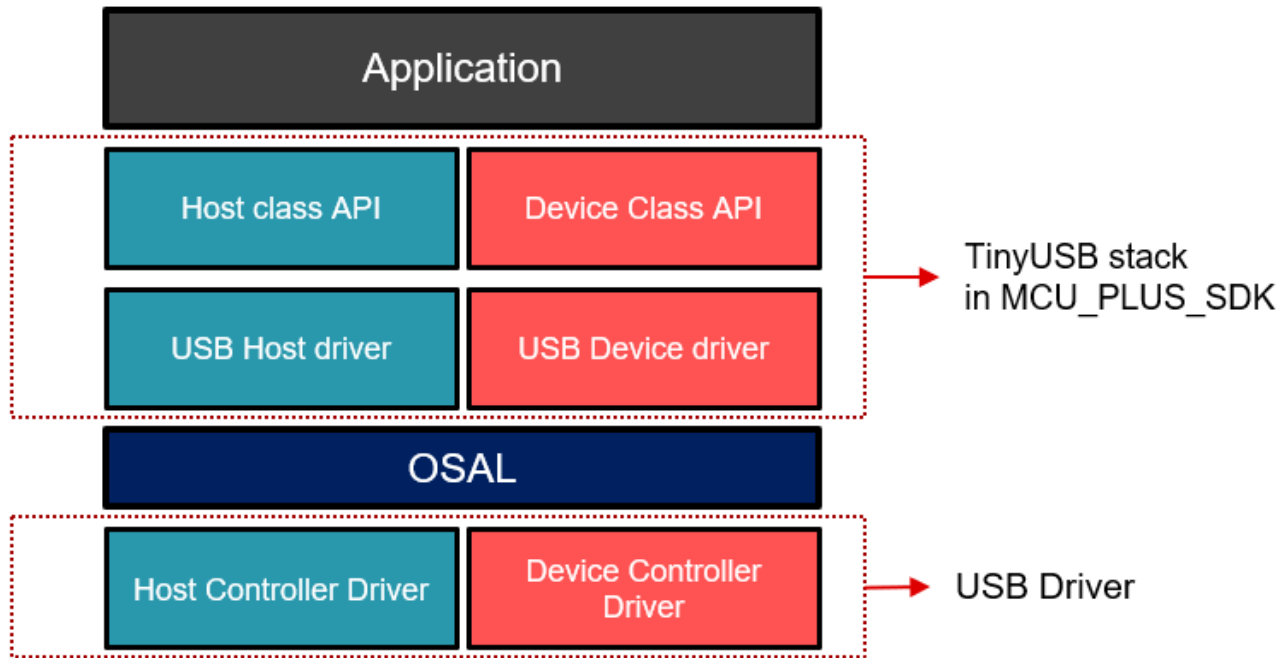 Application
Host class API
Device Class API
TinyUSB stack
in MCU_PLUS_SDK
USB Host driver
USB Device driver
OSAL
Host Controller Driver
Device Controller
Driver
USB Driver